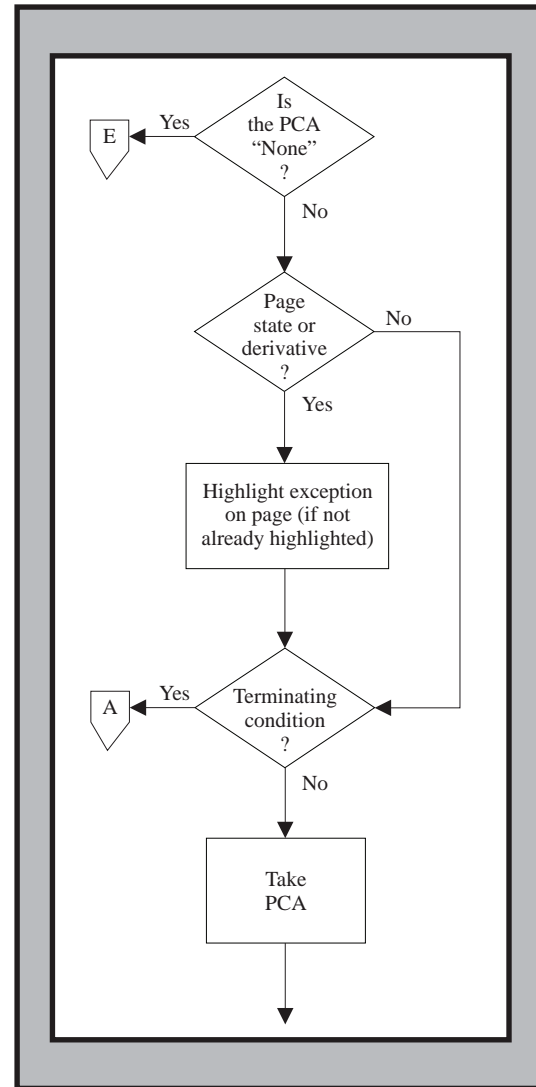 Is
the PCA
“None”
?
Yes
E
No
Page
state or
derivative
?
No
Yes
Highlight exception
on page (if not
already highlighted)
Terminating
condition
?
Yes
A
No
Take
PCA